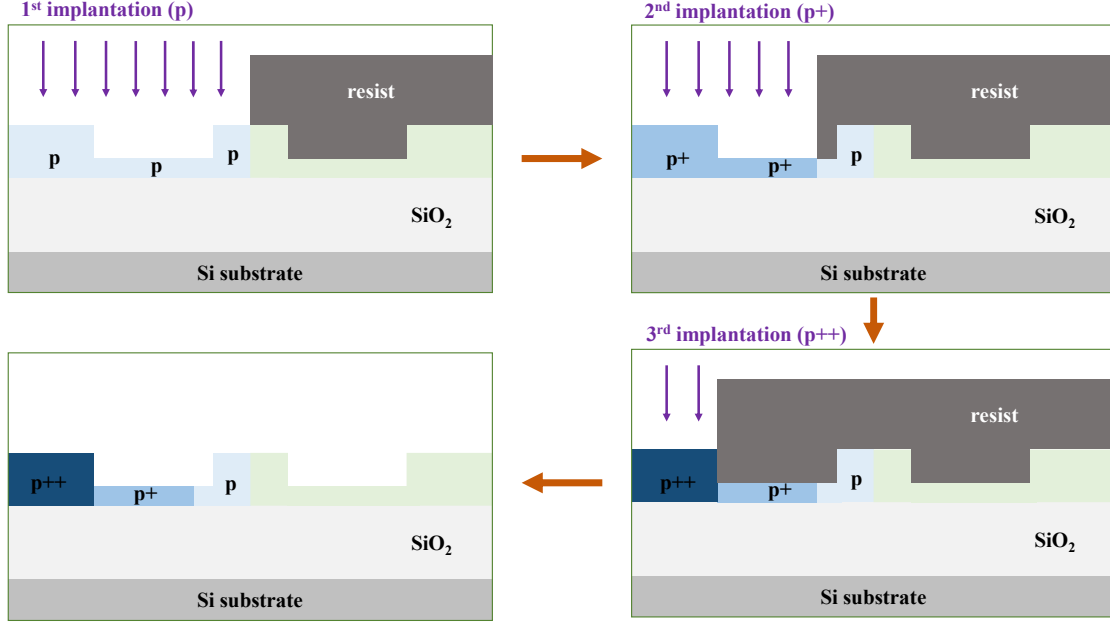 1st implantation (p)
resist
p
p
p
SiO2
Si substrate
2nd implantation (p+)
resist
p+
p+
p
SiO2
Si substrate
3rd implantation (p++)
resist
p++
p+
p
SiO2
Si substrate
p++
p+
p
SiO2
Si substrate